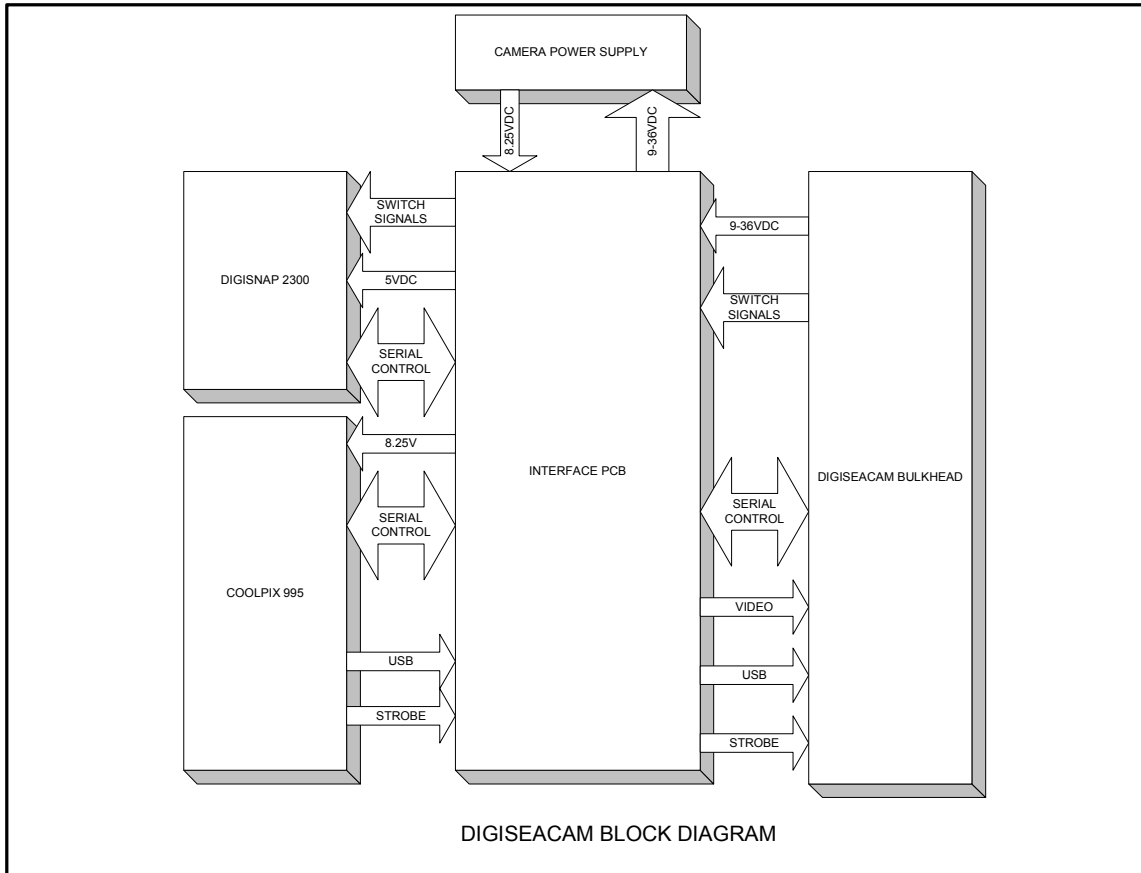 CAMERA POWER SUPPLY
8.25VDC
9-36VDC
SWITCH
SIGNALS
9-36VDC
DIGISNAP 2300
5VDC
SWITCH
SIGNALS
SERIAL
CONTROL
8.25V
INTERFACE PCB
DIGISEACAM BULKHEAD
SERIAL
CONTROL
SERIAL
CONTROL
COOLPIX 995
VIDEO
USB
USB
STROBE
STROBE
DIGISEACAM BLOCK DIAGRAM